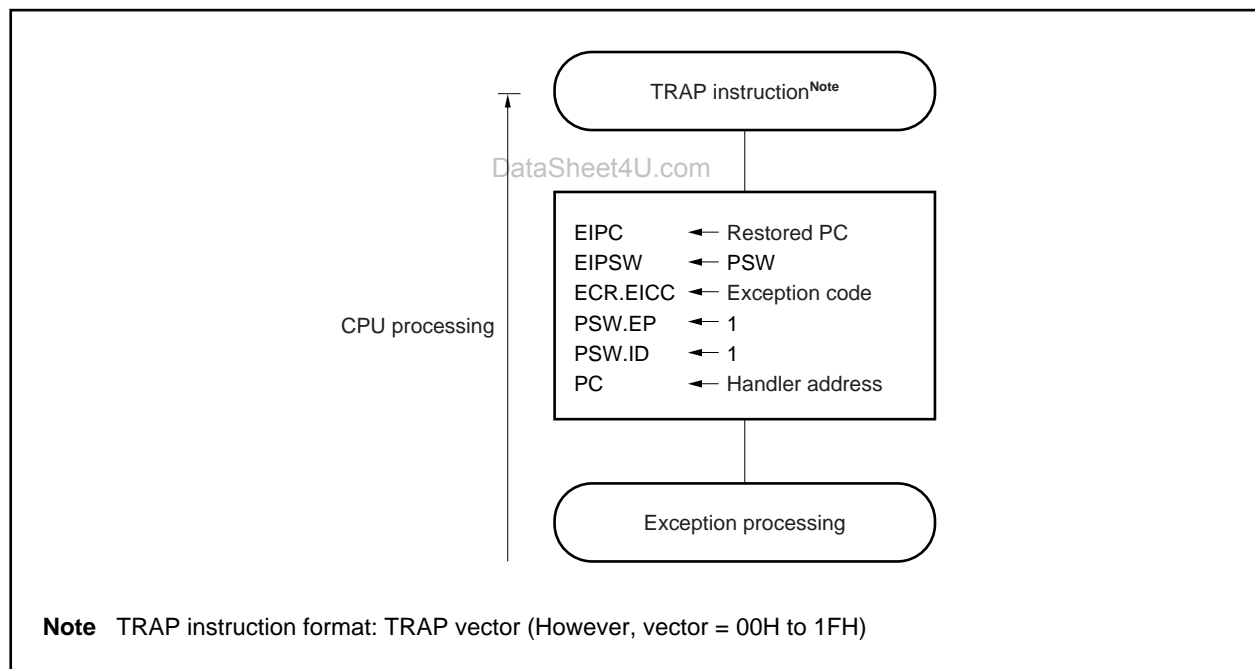 TRAP instructionNote
DataSheet4U.com
EIPC ← Restored PC
EIPSW ← PSW
ECR.EICC ← Exception code
PSW.EP ← 1
PSW.ID ← 1
PC ← Handler address
CPU processing
Exception processing
Note TRAP instruction format: TRAP vector (However, vector = 00H to 1FH)